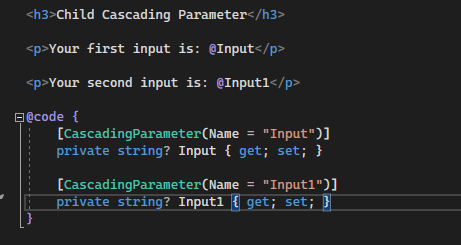 <h3>Child Cascading Parameter</h3>
<p>Your first input is: @Input</p>
<p>Your second input is: @Input1</p>
@code {
[CascadingParameter(Name = "Input")]
private string? Input { get; set; }
[CascadingParameter(Name = "Input1")]
private string? Input1 { get; set; }
}